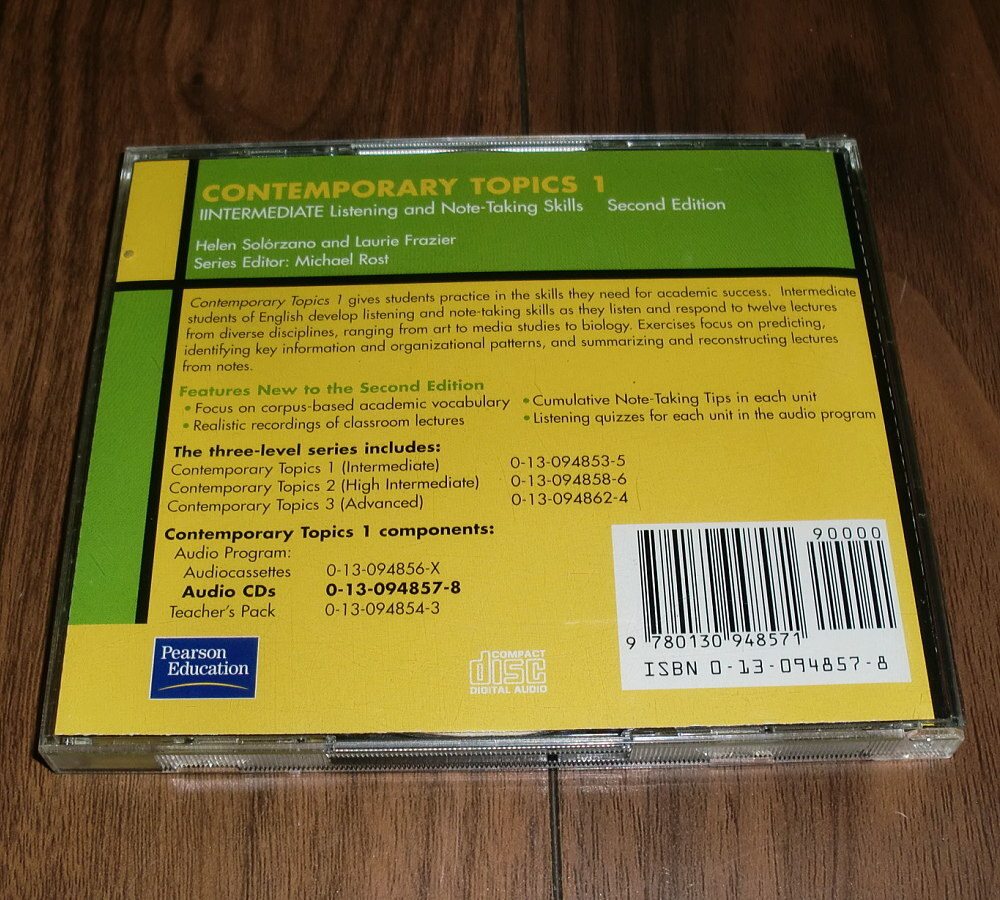 CONTEMPORARY TOPICS 1
IINTERMEDIATE Listening and Note-Taking Skills Second Edition
Helen Solórzano and Laurie Frazier
Series Editor: Michael Rost
Contemporary Topics 1 gives students practice in the skills they need for academic success. Intermediate
students of English develop listening and note-taking skills as they listen and respond to twelve lectures
from diverse disciplines, ranging from art to media studies to biology. Exercises focus on predicting,
identifying key information and organizational patterns, and summarizing and reconstructing lectures
from notes.
Features New to the Second Edition
• Focus on corpus-based academic vocabulary
• Realistic recordings of classroom lectures
• Cumulative Note-Taking Tips in each unit
• Listening quizzes for each unit in the audio program
The three-level series includes:
Contemporary Topics 1 (Intermediate) 0-13-094853-5
Contemporary Topics 2 (High Intermediate) 0-13-094858-6
Contemporary Topics 3 (Advanced) 0-13-094862-4
Contemporary Topics 1 components:
Audio Program:
Audiocassettes 0-13-094856-X
Audio CDs 0-13-094857-8
Teacher's Pack 0-13-094854-3
Pearson
Education
COMPACT
disc
DIGITAL AUDIO
90000
9 780130 948571
ISBN 0-13-094857-8